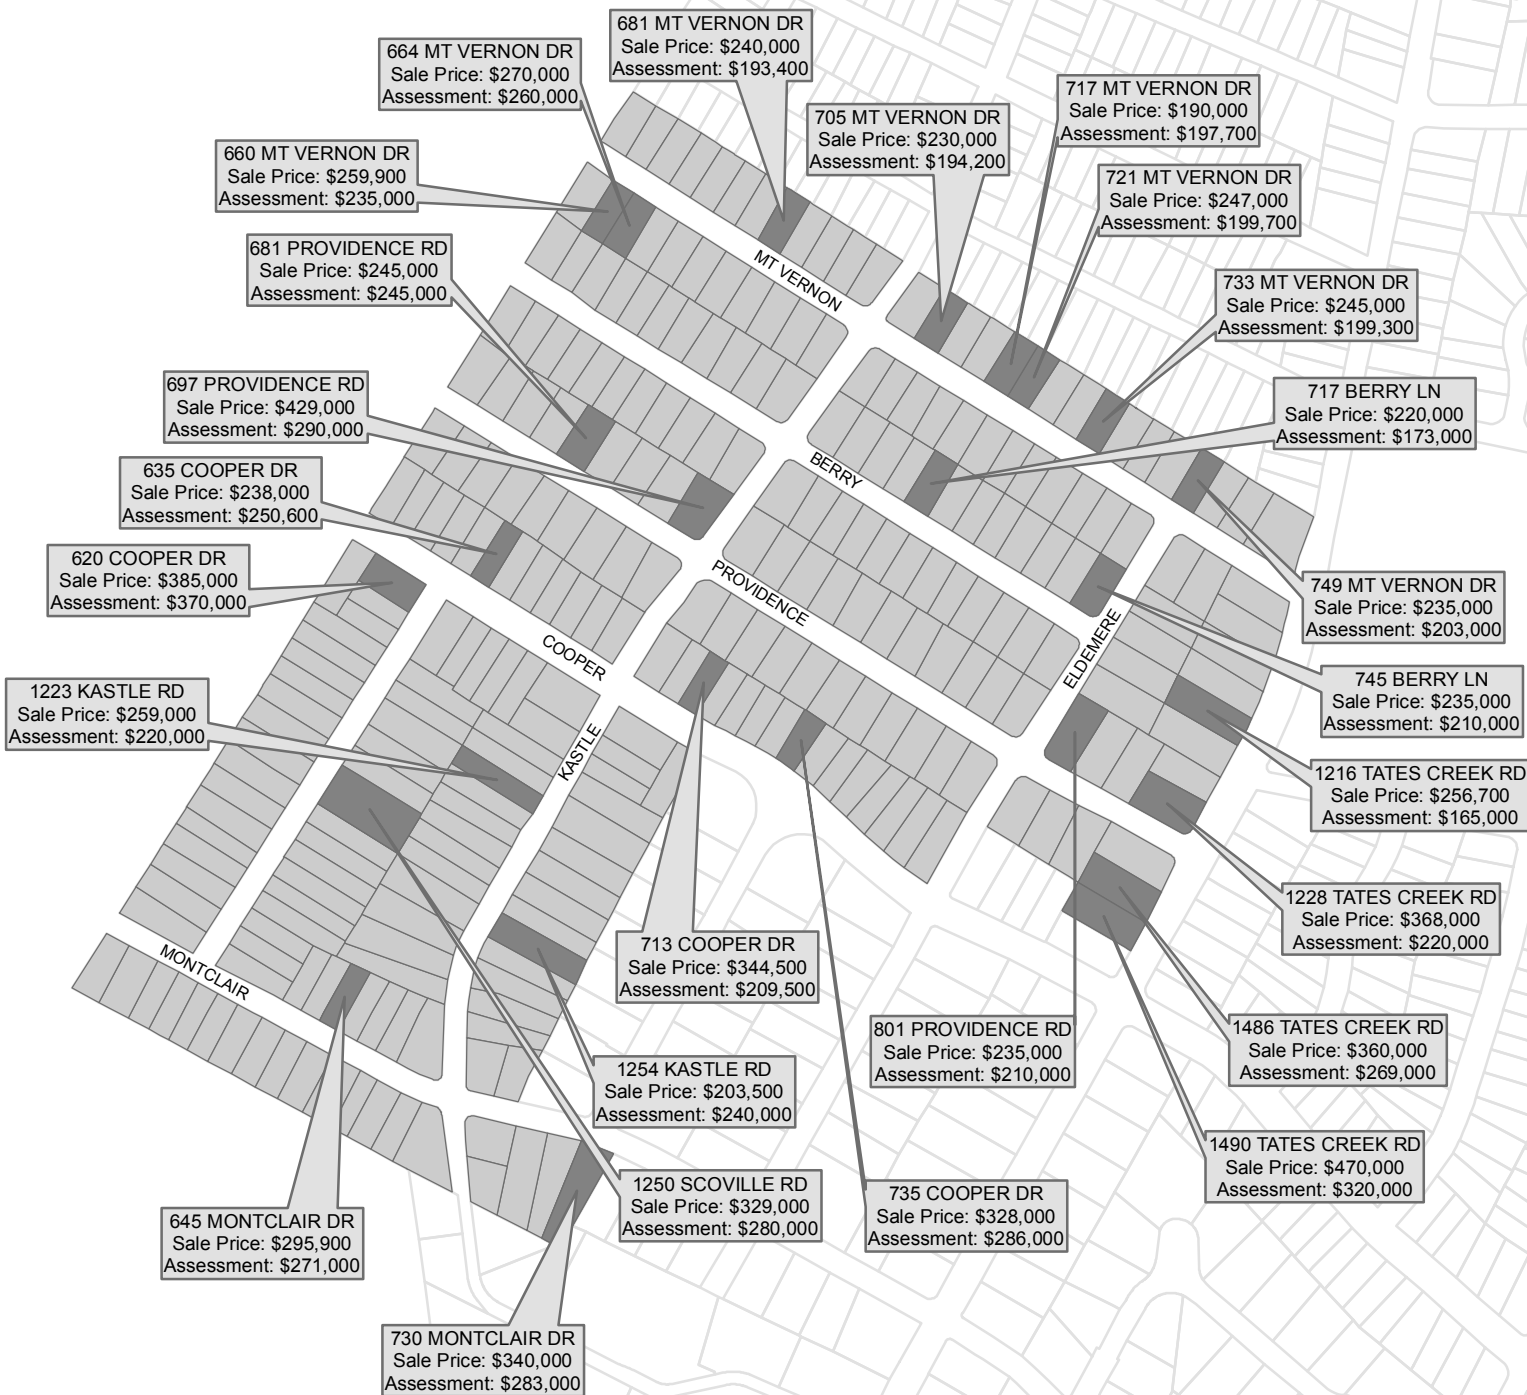 681 MT VERNON DR
Sale Price: $240,000
Assessment: $193,400
664 MT VERNON DR
Sale Price: $270,000
Assessment: $260,000
717 MT VERNON DR
Sale Price: $190,000
Assessment: $197,700
705 MT VERNON DR
Sale Price: $230,000
Assessment: $194,200
660 MT VERNON DR
Sale Price: $259,900
Assessment: $235,000
721 MT VERNON DR
Sale Price: $247,000
Assessment: $199,700
681 PROVIDENCE RD
Sale Price: $245,000
Assessment: $245,000
MT VERNON
733 MT VERNON DR
Sale Price: $245,000
Assessment: $199,300
697 PROVIDENCE RD
Sale Price: $429,000
Assessment: $290,000
717 BERRY LN
Sale Price: $220,000
Assessment: $173,000
BERRY
635 COOPER DR
Sale Price: $238,000
Assessment: $250,600
620 COOPER DR
Sale Price: $385,000
Assessment: $370,000
PROVIDENCE
749 MT VERNON DR
Sale Price: $235,000
Assessment: $203,000
COOPER
ELDEMERE
745 BERRY LN
Sale Price: $235,000
Assessment: $210,000
1223 KASTLE RD
Sale Price: $259,000
Assessment: $220,000
KASTLE
1216 TATES CREEK RD
Sale Price: $256,700
Assessment: $165,000
1228 TATES CREEK RD
Sale Price: $368,000
Assessment: $220,000
713 COOPER DR
Sale Price: $344,500
Assessment: $209,500
MONTCLAIR
801 PROVIDENCE RD
Sale Price: $235,000
Assessment: $210,000
1486 TATES CREEK RD
Sale Price: $360,000
Assessment: $269,000
1254 KASTLE RD
Sale Price: $203,500
Assessment: $240,000
1490 TATES CREEK RD
Sale Price: $470,000
Assessment: $320,000
1250 SCOVILLE RD
Sale Price: $329,000
Assessment: $280,000
735 COOPER DR
Sale Price: $328,000
Assessment: $286,000
645 MONTCLAIR DR
Sale Price: $295,900
Assessment: $271,000
730 MONTCLAIR DR
Sale Price: $340,000
Assessment: $283,000